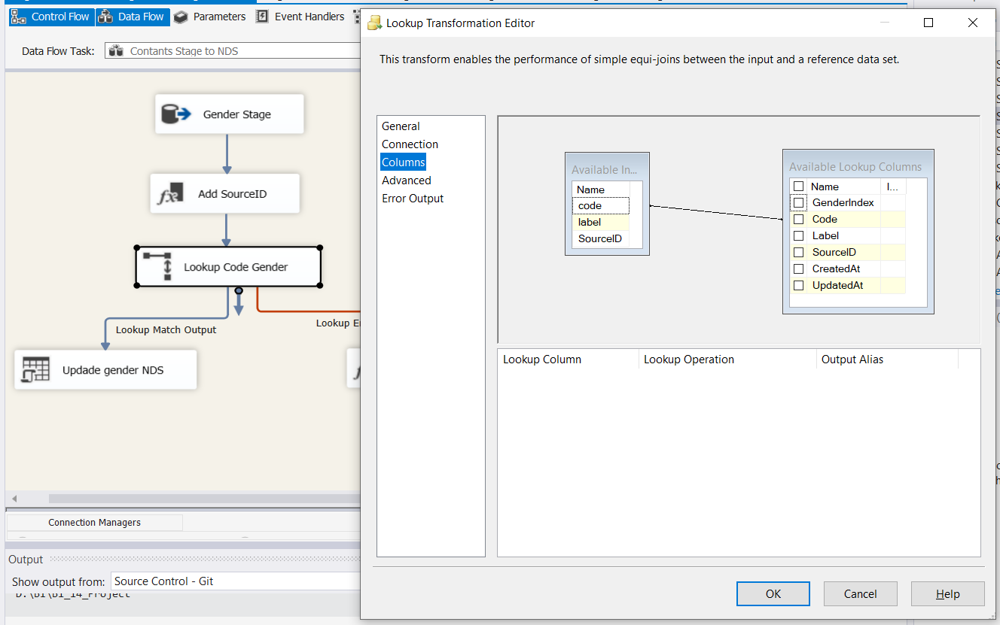 Control Flow
Data Flow
Parameters
Event Handlers
Data Flow Task:
Contants Stage to NDS
Gender Stage
Add SourceID
Lookup Code Gender
Lookup Match Output
Updade gender NDS
Connection Managers
Output
Show output from:
Source Control - Git
D:\BI\BI_14_Project
Lookup Transformation Editor
This transform enables the performance of simple equi-joins between the input and a reference data set.
General
Connection
Columns
Advanced
Error Output
Available In...
Name
code
label
SourceID
Available Lookup Columns
Name
I...
GenderIndex
Code
Label
SourceID
CreatedAt
UpdatedAt
Lookup Column
Lookup Operation
Output Alias
OK
Cancel
Help